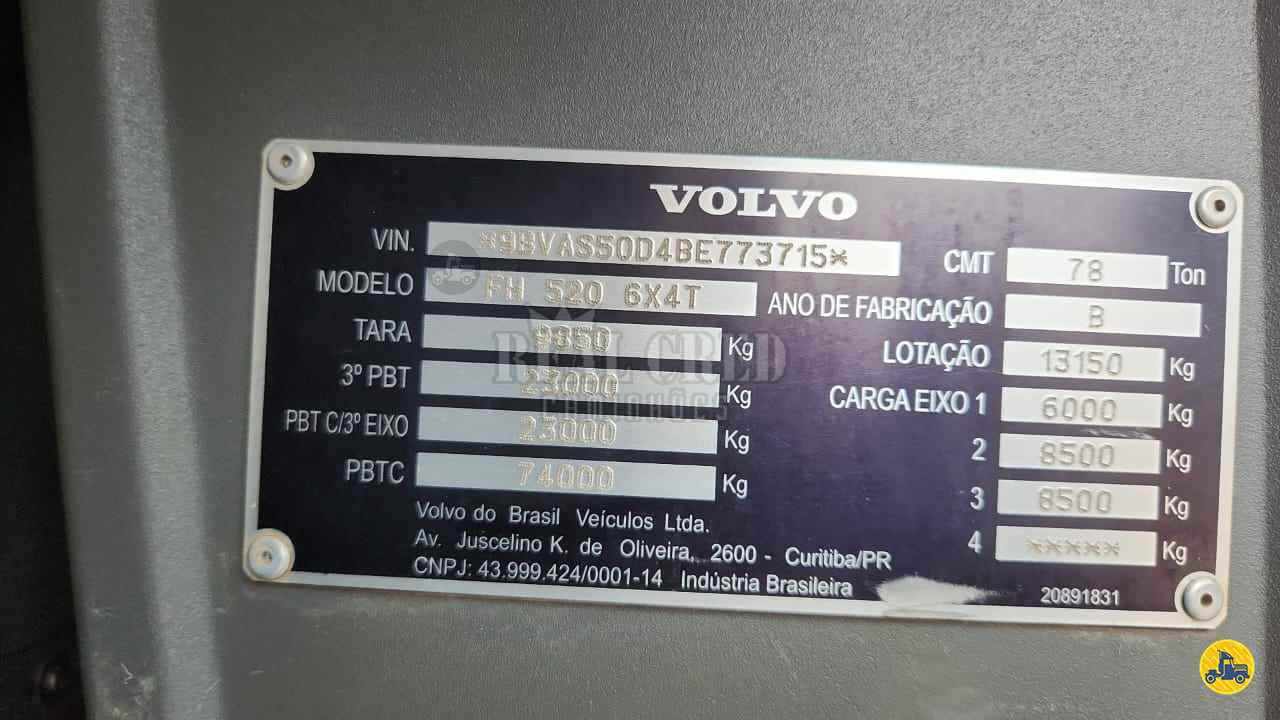 VOLVO
VIN. *9BVAS50D4BE773715*
MODELO FH 520 6X4T
TARA 9850 Kg
3º PBT 23000 Kg
PBT C/3º EIXO 23000 Kg
PBTC 74000 Kg
CMT 78 Ton
ANO DE FABRICAÇÃO B
LOTAÇÃO 13150 Kg
CARGA EIXO 1 6000 Kg
2 8500 Kg
3 8500 Kg
4 ***** Kg
Volvo do Brasil Veículos Ltda.
Av. Juscelino K. de Oliveira, 2600 - Curitiba/PR
CNPJ: 43.999.424/0001-14 Indústria Brasileira
20891831
REAL CRED
CAMINHÕES